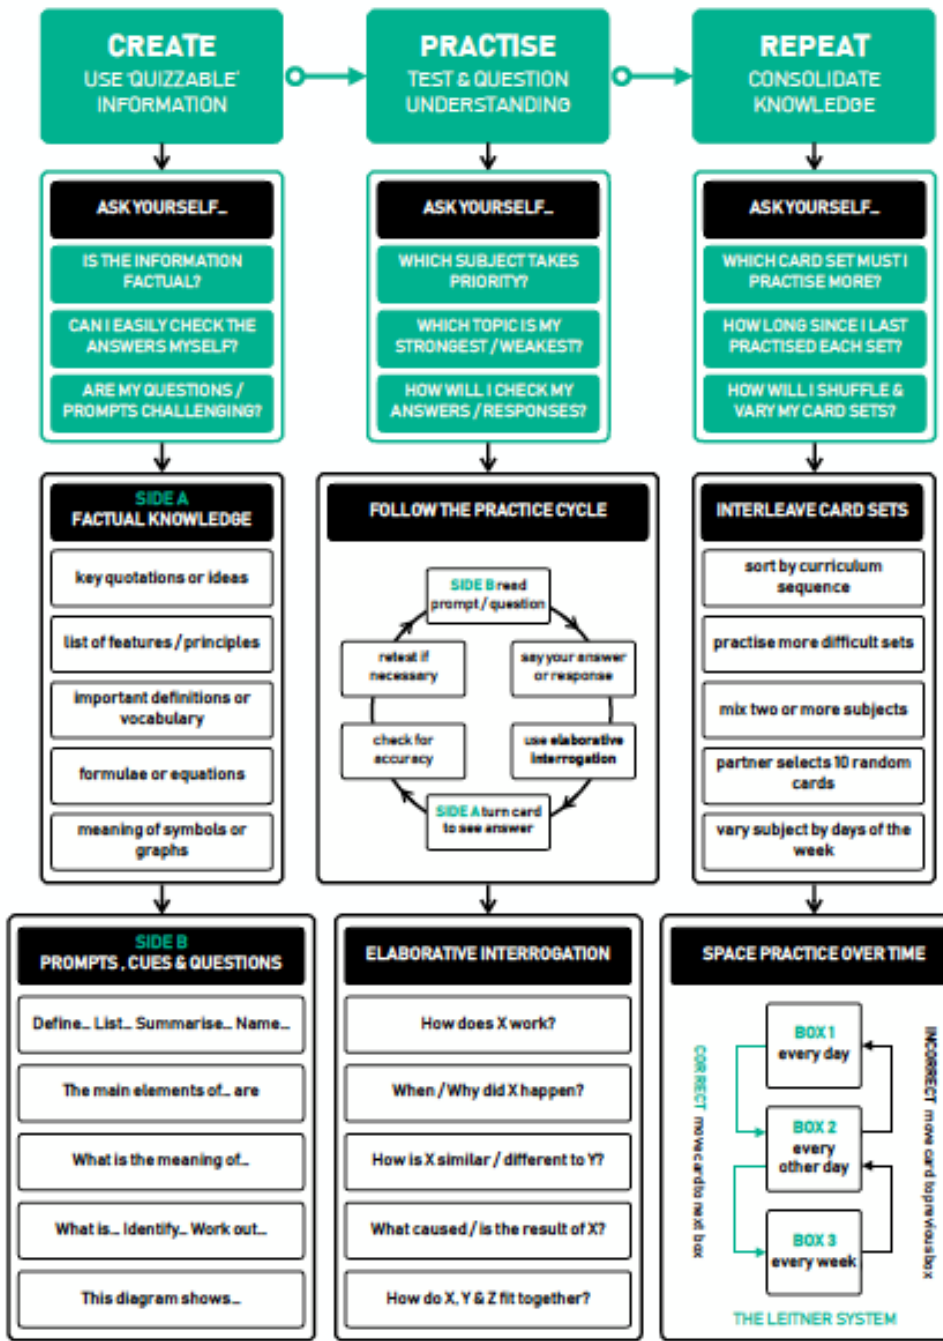 CREATE
USE 'QUIZZABLE'
INFORMATION
PRACTISE
TEST & QUESTION
UNDERSTANDING
REPEAT
CONSOLIDATE
KNOWLEDGE
ASK YOURSELF...
IS THE INFORMATION
FACTUAL?
CAN I EASILY CHECK THE
ANSWERS MYSELF?
ARE MY QUESTIONS /
PROMPTS CHALLENGING?
ASK YOURSELF...
WHICH SUBJECT TAKES
PRIORITY?
WHICH TOPIC IS MY
STRONGEST / WEAKEST?
HOW WILL I CHECK MY
ANSWERS / RESPONSES?
ASK YOURSELF...
WHICH CARD SET MUST I
PRACTISE MORE?
HOW LONG SINCE I LAST
PRACTISED EACH SET?
HOW WILL I SHUFFLE &
VARY MY CARD SETS?
SIDE A
FACTUAL KNOWLEDGE
key quotations or ideas
list of features / principles
important definitions or
vocabulary
formulae or equations
meaning of symbols or
graphs
FOLLOW THE PRACTICE CYCLE
SIDE B read
prompt / question
say your answer
or response
use elaborative
interrogation
SIDE A turn card
to see answer
check for
accuracy
retest if
necessary
INTERLEAVE CARD SETS
sort by curriculum
sequence
practise more difficult sets
mix two or more subjects
partner selects 10 random
cards
vary subject by days of the
week
SIDE B
PROMPTS, CUES & QUESTIONS
Define... List... Summarise... Name...
The main elements of... are
What is the meaning of...
What is... Identify... Work out...
This diagram shows...
ELABORATIVE INTERROGATION
How does X work?
When / Why did X happen?
How is X similar / different to Y?
What caused / is the result of X?
How do X, Y & Z fit together?
SPACE PRACTICE OVER TIME
BOX 1
every day
BOX 2
every
other day
BOX 3
every week
CORRECT move card to next box
INCORRECT move card to previous box
THE LEITNER SYSTEM